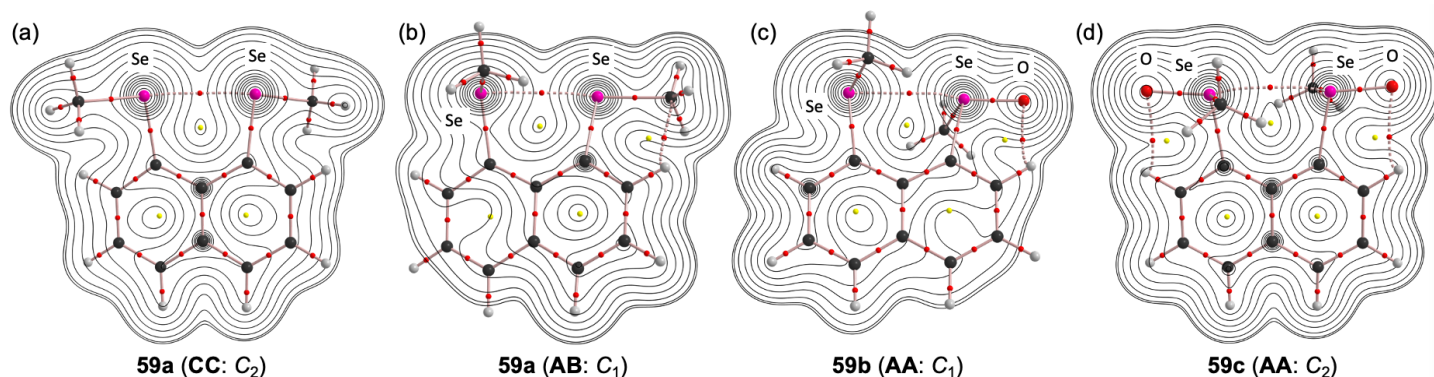 (a)
Se
Se
59a (CC: C₂)
(b)
Se
Se
59a (AB: C₁)
(c)
Se
Se
O
59b (AA: C₁)
(d)
O
Se
Se
O
59c (AA: C₂)